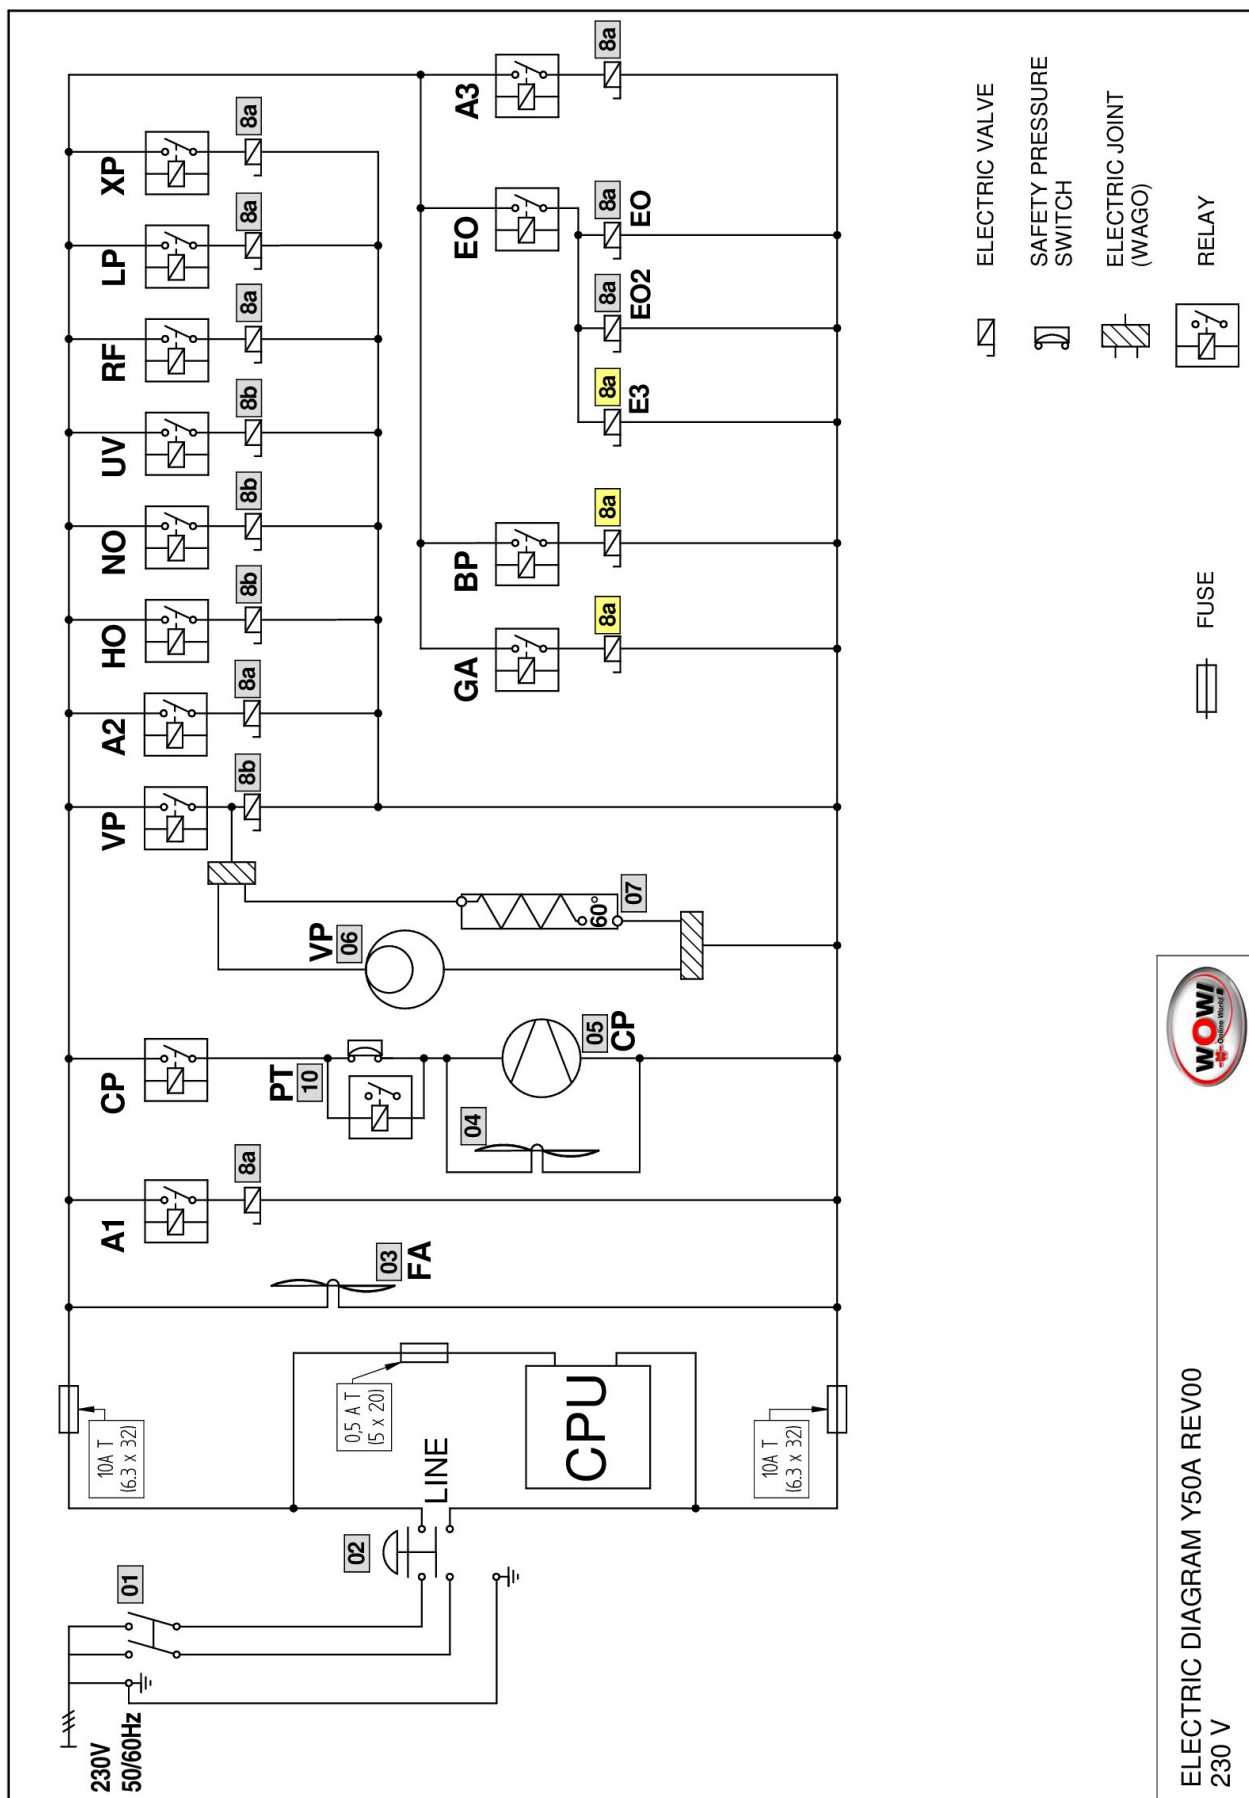 230V
50/60Hz
01
02
LINE
10A T
(6.3 x 32)
0,5 A T
(5 x 20)
CPU
10A T
(6.3 x 32)
03
FA
A1
8a
CP
PT
10
04
05
CP
VP
06
60°
07
VP
8b
A2
8a
HO
8b
NO
8b
UV
8b
RF
8a
LP
8a
XP
8a
GA
8a
BP
8a
EO
8a
E3
8a
EO2
8a
EO
A3
8a
ELECTRIC VALVE
SAFETY PRESSURE
SWITCH
ELECTRIC JOINT
(WAGO)
FUSE
RELAY
ELECTRIC DIAGRAM Y50A REV00
230 V
WOW!
Online World